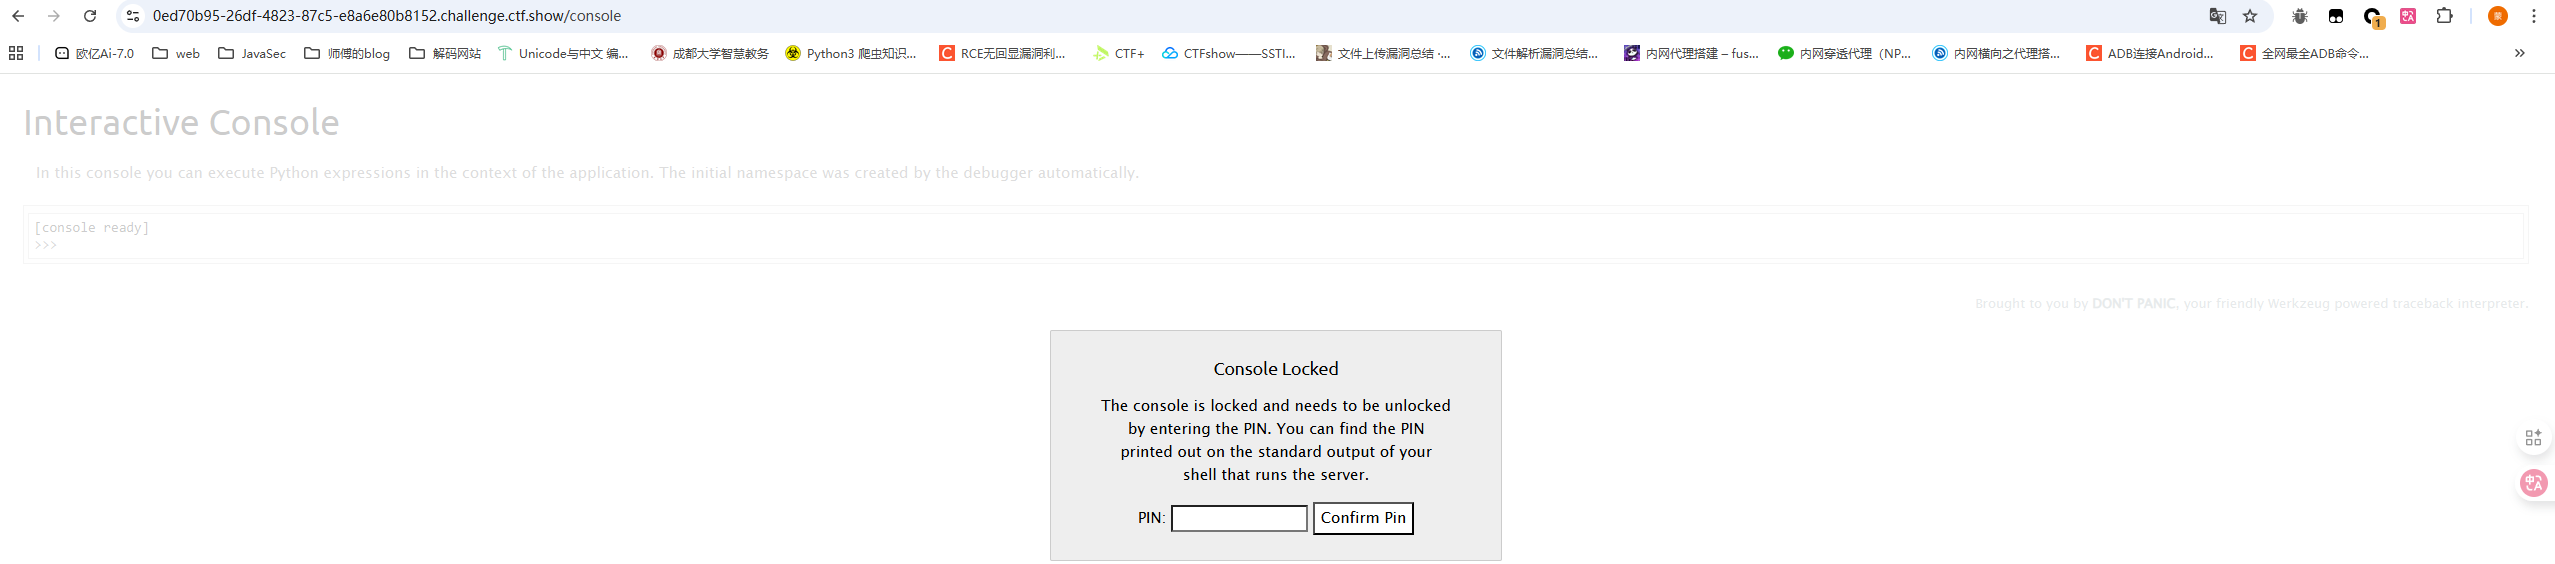 0ed70b95-26df-4823-87c5-e8a6e80b8152.challenge.ctf.show/console
1
蒙
欧亿Ai-7.0 web JavaSec 师傅的blog 解码网站 Unicode与中文 编... 成都大学智慧教务 Python3 爬虫知识... RCE无回显漏洞利... CTF+ CTFshow——SSTI... 文件上传漏洞总结 ·... 文件解析漏洞总结... 内网代理搭建 – fus... 内网穿透代理（NP... 内网横向之代理搭... ADB连接Android... 全网最全ADB命令... »
Interactive Console
In this console you can execute Python expressions in the context of the application. The initial namespace was created by the debugger automatically.
[console ready]
>>>
Brought to you by DON'T PANIC, your friendly Werkzeug powered traceback interpreter.
Console Locked
The console is locked and needs to be unlocked
by entering the PIN. You can find the PIN
printed out on the standard output of your
shell that runs the server.
PIN: Confirm Pin